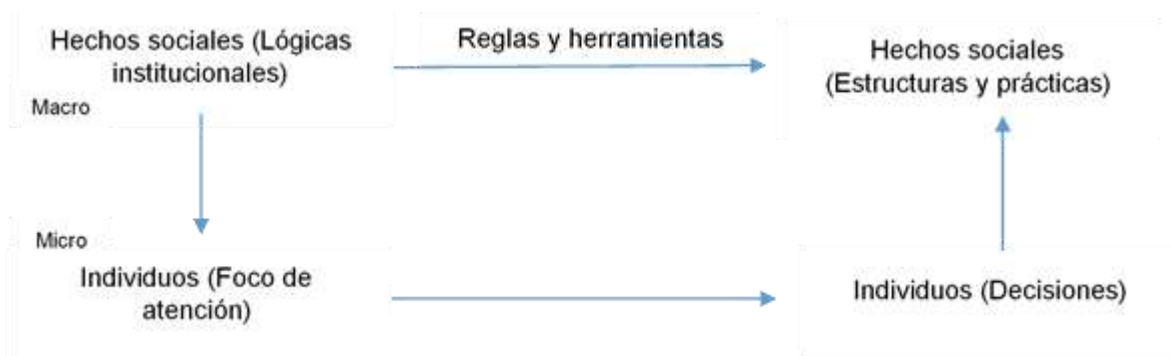 Hechos sociales (Lógicas
institucionales)
Reglas y herramientas
Hechos sociales
(Estructuras y prácticas)
Macro
Micro
Individuos (Foco de
atención)
Individuos (Decisiones)